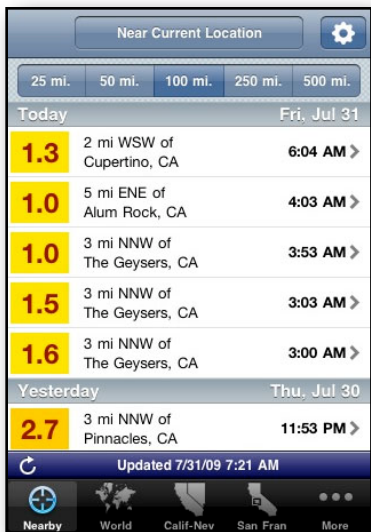 Near Current Location
25 mi. 50 mi. 100 mi. 250 mi. 500 mi.
Today Fri, Jul 31
1.3 2 mi WSW of
Cupertino, CA 6:04 AM
1.0 5 mi ENE of
Alum Rock, CA 4:03 AM
1.0 3 mi NNW of
The Geysers, CA 3:53 AM
1.5 3 mi NNW of
The Geysers, CA 3:03 AM
1.6 3 mi NNW of
The Geysers, CA 3:00 AM
Yesterday Thu, Jul 30
2.7 3 mi NNW of
Pinnacles, CA 11:53 PM
Updated 7/31/09 7:21 AM
Nearby World Calif-Nev San Fran More